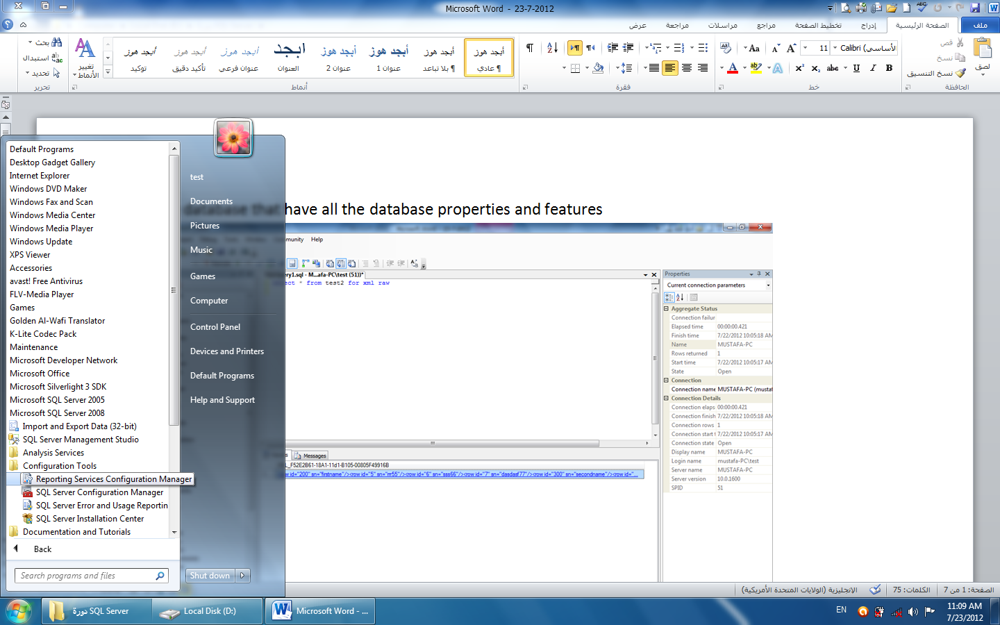 Microsoft Word - 23-7-2012
ملف
الصفحة الرئيسية
إدراج
تخطيط الصفحة
مراجع
مراسلات
مراجعة
عرض
لصق
قص
نسخ
نسخ التنسيق
الحافظة
Calibri (الأساسي)
11
خط
فقرة
أبجد هوز
¶ عادي
أبجد هوز
¶ بلا تباعد
أبجد هوز
عنوان 1
أبجد هوز
عنوان 2
أبجد
العنوان
أبجد هوز
عنوان فرعي
أبجد هوز
تأكيد دقيق
أبجد هوز
توكيد
أنماط
تغيير
الأنماط
بحث
استبدال
تحديد
تحرير
Default Programs
Desktop Gadget Gallery
Internet Explorer
Windows DVD Maker
Windows Fax and Scan
Windows Media Center
Windows Media Player
Windows Update
XPS Viewer
Accessories
avast! Free Antivirus
FLV-Media Player
Games
Golden Al-Wafi Translator
K-Lite Codec Pack
Maintenance
Microsoft Developer Network
Microsoft Office
Microsoft Silverlight 3 SDK
Microsoft SQL Server 2005
Microsoft SQL Server 2008
Import and Export Data (32-bit)
SQL Server Management Studio
Analysis Services
Configuration Tools
Reporting Services Configuration Manager
SQL Server Configuration Manager
SQL Server Error and Usage Reportin
SQL Server Installation Center
Documentation and Tutorials
Back
Search programs and files
test
Documents
Pictures
Music
Games
Computer
Control Panel
Devices and Printers
Default Programs
Help and Support
Shut down
database that have all the database properties and features
Help
ery1.sql - M...afa-PC\test (51))*
* from test2 for xml raw
Messages
_F52E2B61-18A1-11d1-B105-00805F49916B
id="200" sn="firstname"/><row id="5" sn="rrr55"/><row id="6" sn="sss66"/><row id="7" sn="dasdasf77"/><row id="300" sn="secondname"/><row id="...
Properties
Current connection parameters
Aggregate Status
Connection failur
Elapsed time 00:00:00.421
Finish time 7/22/2012 10:05:18 AM
Name MUSTAFA-PC
Rows returned 1
Start time 7/22/2012 10:05:17 AM
State Open
Connection
Connection name MUSTAFA-PC (mustaf
Connection Details
Connection elaps 00:00:00.421
Connection finish 7/22/2012 10:05:18 AM
Connection rows 1
Connection start t 7/22/2012 10:05:17 AM
Connection state Open
Display name MUSTAFA-PC
Login name mustafa-PC\test
Server name MUSTAFA-PC
Server version 10.0.1600
SPID 51
الصفحة: 1 من 7
الكلمات: 75
الإنجليزية (الولايات المتحدة الأمريكية)
دورة SQL Server
Local Disk (D:)
Microsoft Word - ...
EN
11:09 AM
7/23/2012